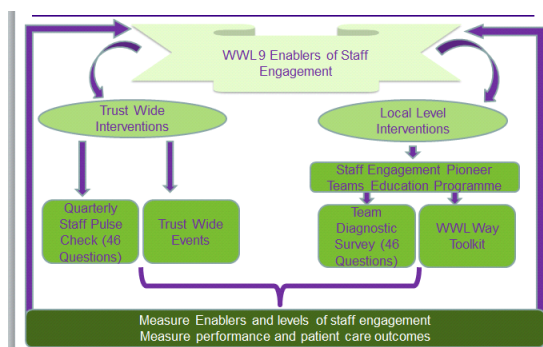 WWL 9 Enablers of Staff
Engagement
Trust Wide
Interventions
Local Level
Interventions
Staff Engagement Pioneer
Teams Education Programme
Quarterly
Staff Pulse
Check (46
Questions)
Trust Wide
Events
Team
Diagnostic
Survey (46
Questions)
WWL Way
Toolkit
Measure Enablers and levels of staff engagement
Measure performance and patient care outcomes